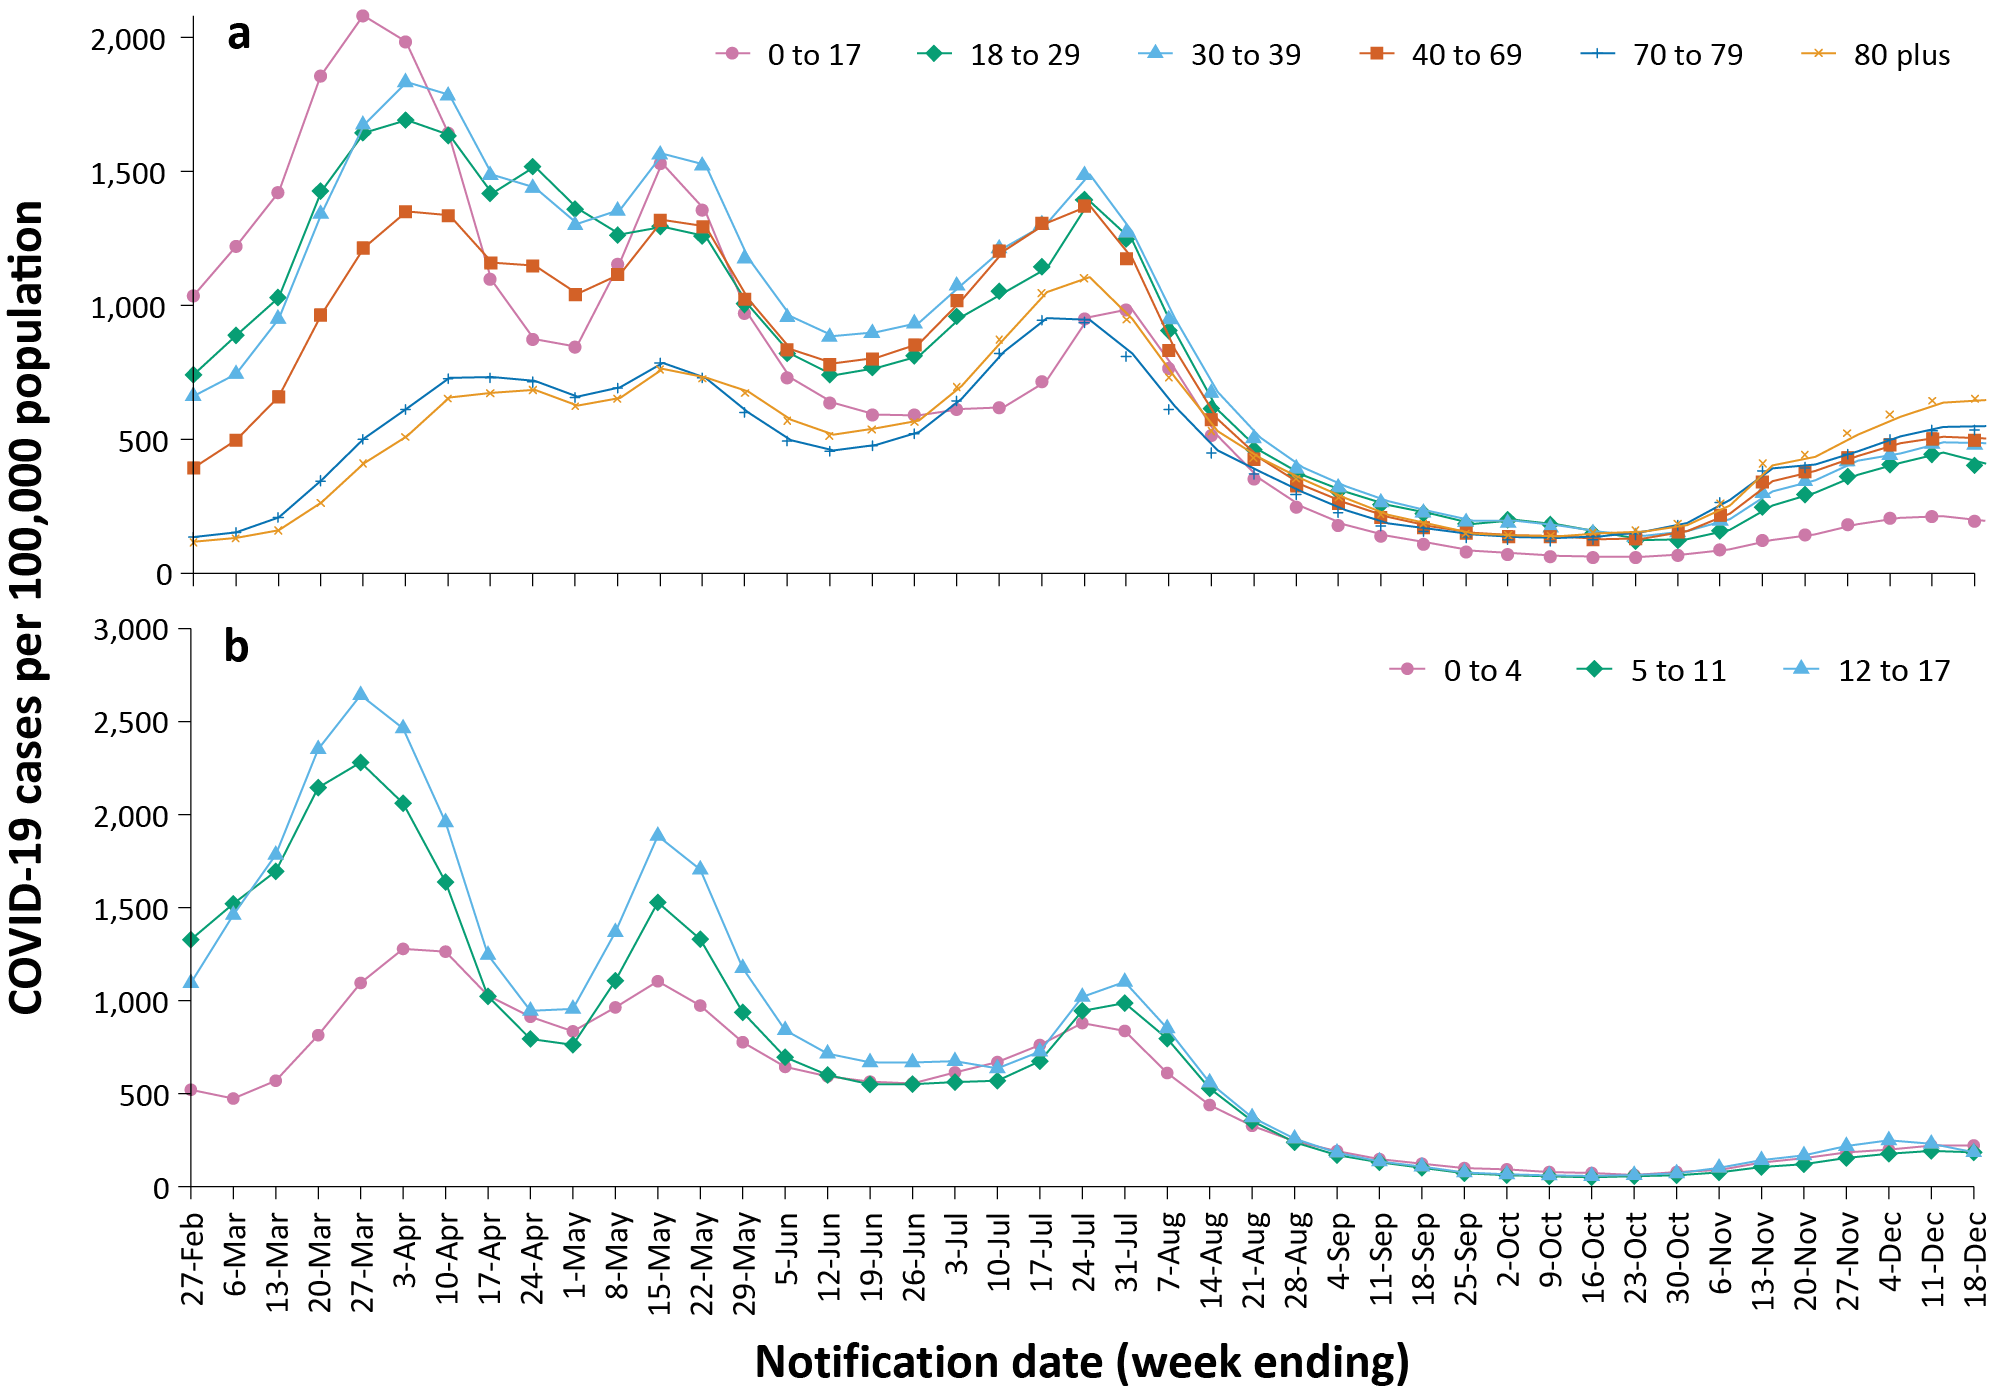 a
0 to 17 18 to 29 30 to 39 40 to 69 70 to 79 80 plus
2,000
1,500
1,000
500
0
COVID-19 cases per 100,000 population
b
0 to 4 5 to 11 12 to 17
3,000
2,500
2,000
1,500
1,000
500
0
27-Feb 6-Mar 13-Mar 20-Mar 27-Mar 3-Apr 10-Apr 17-Apr 24-Apr 1-May 8-May 15-May 22-May 29-May 5-Jun 12-Jun 19-Jun 26-Jun 3-Jul 10-Jul 17-Jul 24-Jul 31-Jul 7-Aug 14-Aug 21-Aug 28-Aug 4-Sep 11-Sep 18-Sep 25-Sep 2-Oct 9-Oct 16-Oct 23-Oct 30-Oct 6-Nov 13-Nov 20-Nov 27-Nov 4-Dec 11-Dec 18-Dec
Notification date (week ending)